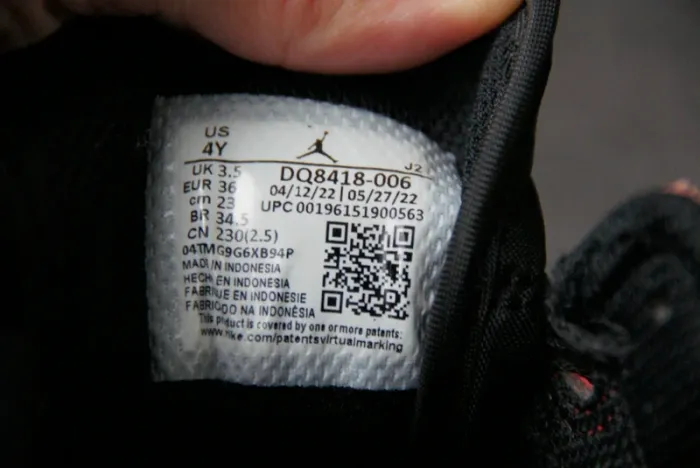 US
4Y
J2
UK 3.5
EUR 36
cm 23
BR 34.5
CN 230(2.5)
DQ8418-006
04/12/22 | 05/27/22
UPC 00196151900563
04TMG9G6XB94P
MADE IN INDONESIA
HECHO EN INDONESIA
FABRIQUE EN INDONESIE
FABRICADO NA INDONÉSIA
This product is covered by one or more patents:
www.nike.com/patentsvirtualmarking